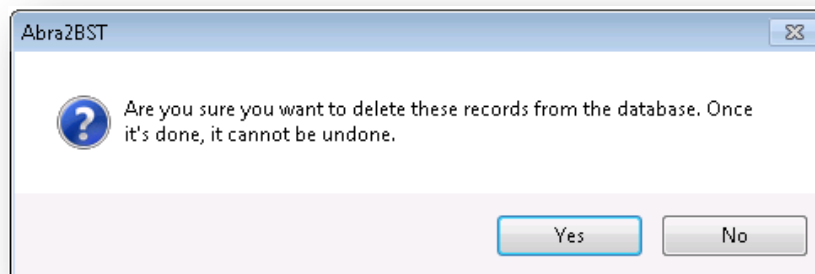 Abra2BST
Are you sure you want to delete these records from the database. Once
it's done, it cannot be undone.
Yes
No